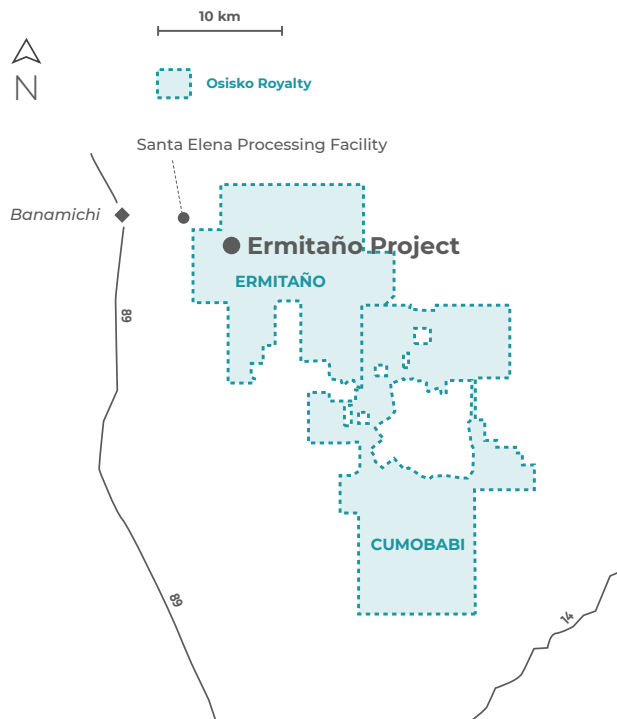 10 km
N
Osisko Royalty
Santa Elena Processing Facility
Banamichi
Ermitaño Project
ERMITAÑO
89
CUMOBABI
89
14